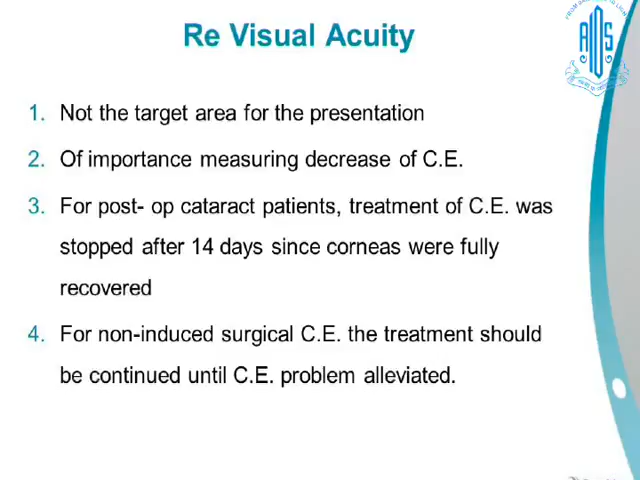 Re Visual Acuity
1. Not the target area for the presentation
2. Of importance measuring decrease of C.E.
3. For post- op cataract patients, treatment of C.E. was
stopped after 14 days since corneas were fully
recovered
4. For non-induced surgical C.E. the treatment should
be continued until C.E. problem alleviated.
AIOS